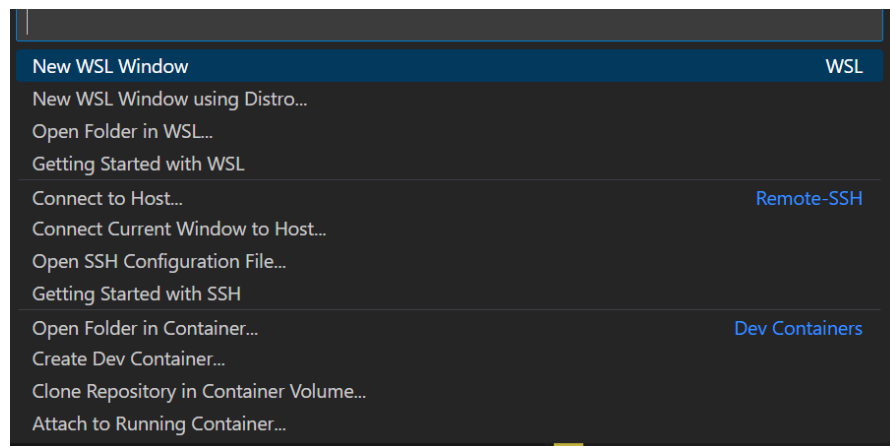 New WSL Window WSL
New WSL Window using Distro...
Open Folder in WSL...
Getting Started with WSL
Connect to Host... Remote-SSH
Connect Current Window to Host...
Open SSH Configuration File...
Getting Started with SSH
Open Folder in Container... Dev Containers
Create Dev Container...
Clone Repository in Container Volume...
Attach to Running Container...